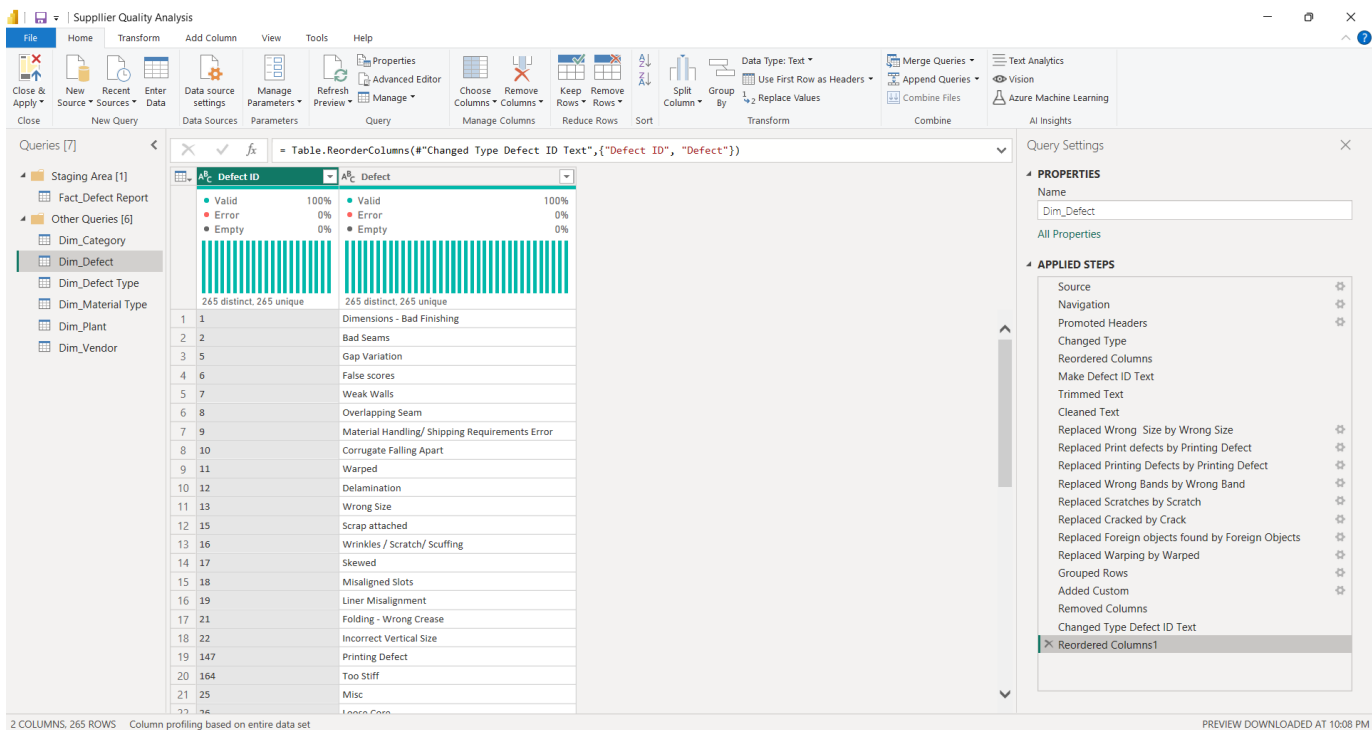 Suppllier Quality Analysis
File Home Transform Add Column View Tools Help
Close & Apply
New Source
Recent Sources
Enter Data
Data source settings
Manage Parameters
Refresh Preview
Properties
Advanced Editor
Manage
Choose Columns
Remove Columns
Keep Rows
Remove Rows
Split Column
Group By
Data Type: Text
Use First Row as Headers
Replace Values
Merge Queries
Append Queries
Combine Files
Text Analytics
Vision
Azure Machine Learning
Close New Query Data Sources Parameters Query Manage Columns Reduce Rows Sort Transform Combine AI Insights
Queries [7]
Staging Area [1]
Fact_Defect Report
Other Queries [6]
Dim_Category
Dim_Defect
Dim_Defect Type
Dim_Material Type
Dim_Plant
Dim_Vendor
fx = Table.ReorderColumns(#"Changed Type Defect ID Text",{"Defect ID", "Defect"})
ABC Defect ID ABC Defect
Valid 100% Valid 100%
Error 0% Error 0%
Empty 0% Empty 0%
265 distinct, 265 unique 265 distinct, 265 unique
1 1 Dimensions - Bad Finishing
2 2 Bad Seams
3 5 Gap Variation
4 6 False scores
5 7 Weak Walls
6 8 Overlapping Seam
7 9 Material Handling/ Shipping Requirements Error
8 10 Corrugate Falling Apart
9 11 Warped
10 12 Delamination
11 13 Wrong Size
12 15 Scrap attached
13 16 Wrinkles / Scratch/ Scuffing
14 17 Skewed
15 18 Misaligned Slots
16 19 Liner Misalignment
17 21 Folding - Wrong Crease
18 22 Incorrect Vertical Size
19 147 Printing Defect
20 164 Too Stiff
21 25 Misc
22 26 Loose Core
Query Settings
PROPERTIES
Name
Dim_Defect
All Properties
APPLIED STEPS
Source
Navigation
Promoted Headers
Changed Type
Reordered Columns
Make Defect ID Text
Trimmed Text
Cleaned Text
Replaced Wrong  Size by Wrong Size
Replaced Print defects by Printing Defect
Replaced Printing Defects by Printing Defect
Replaced Wrong Bands by Wrong Band
Replaced Scratches by Scratch
Replaced Cracked by Crack
Replaced Foreign objects found by Foreign Objects
Replaced Warping by Warped
Grouped Rows
Added Custom
Removed Columns
Changed Type Defect ID Text
Reordered Columns1
2 COLUMNS, 265 ROWS Column profiling based on entire data set
PREVIEW DOWNLOADED AT 10:08 PM